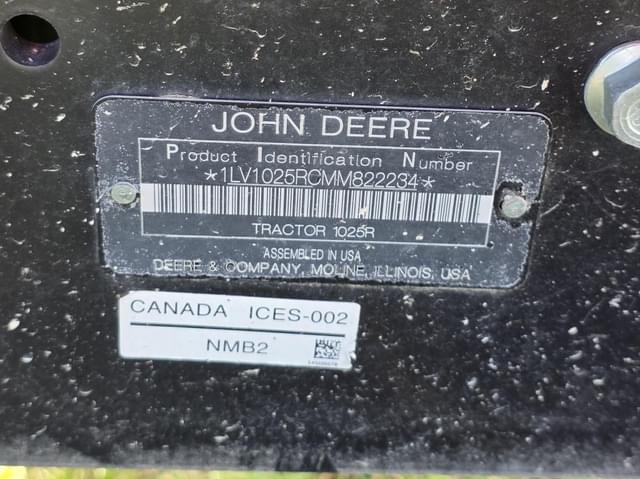 JOHN DEERE
Product Identification Number
*1LV1025RCMM822234*
TRACTOR 1025R
ASSEMBLED IN USA
DEERE & COMPANY, MOLINE, ILLINOIS, USA
CANADA ICES-002
NMB2